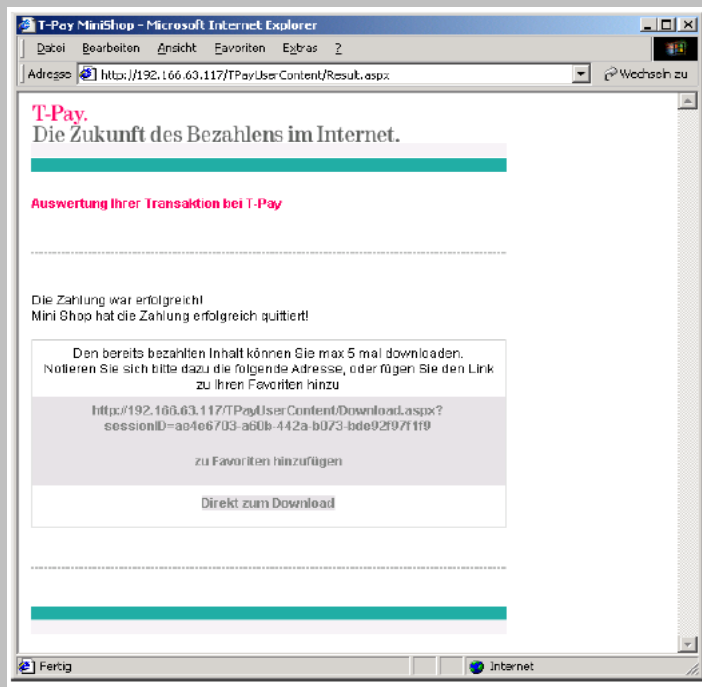 T-Pay MiniShop - Microsoft Internet Explorer
Datei Bearbeiten Ansicht Favoriten Extras ?
Adresse http://192.166.63.117/TPayUserContent/Result.aspx Wechseln zu
T-Pay.
Die Zukunft des Bezahlens im Internet.
Auswertung Ihrer Transaktion bei T-Pay
Die Zahlung war erfolgreich!
Mini Shop hat die Zahlung erfolgreich quittiert!
Den bereits bezahlten Inhalt können Sie max 5 mal downloaden.
Notieren Sie sich bitte dazu die folgende Adresse, oder fügen Sie den Link
zu Ihren Favoriten hinzu
http://192.166.63.117/TPayUserContent/Download.aspx?
sessionID=ae4e6703-a60b-442a-b073-bde92f97f1f9
zu Favoriten hinzufügen
Direkt zum Download
Fertig Internet